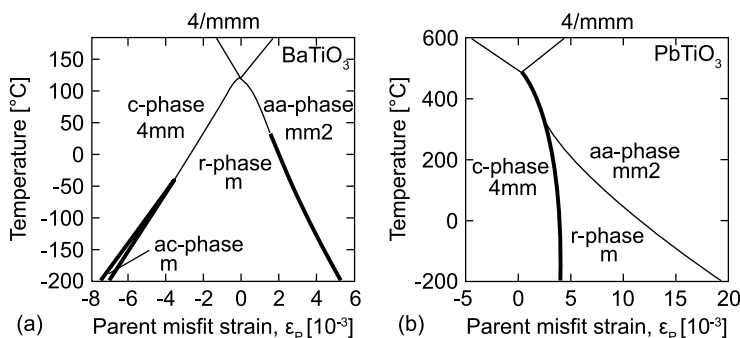 4/mmm
BaTiO₃
Temperature [°C]
150
100
50
0
-50
-100
-150
-200
c-phase
4mm
aa-phase
mm2
r-phase
m
ac-phase
m
-8 -6 -4 -2 0 2 4 6
(a) Parent misfit strain, εₚ [10⁻³]
4/mmm
PbTiO₃
Temperature [°C]
600
400
200
0
-200
c-phase
4mm
aa-phase
mm2
r-phase
m
-5 0 5 10 15 20
(b) Parent misfit strain, εₚ [10⁻³]